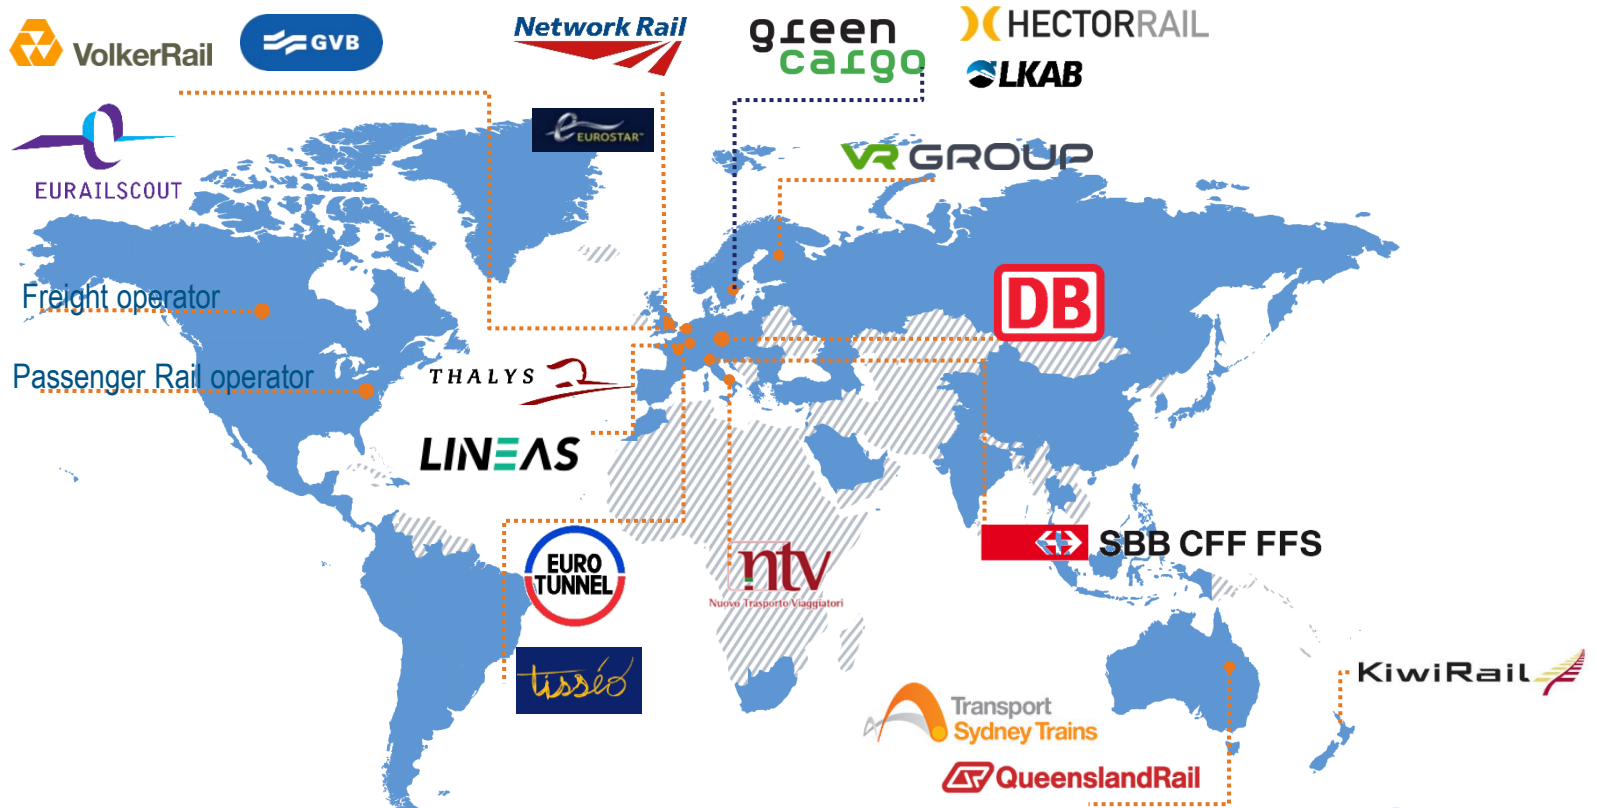 VolkerRail
GVB
Network Rail
green
cargo
HECTORRAIL
LKAB
EURAILSCOUT
EUROSTAR™
VR GROUP
Freight operator
DB
Passenger Rail operator
THALYS
LINEAS
EURO
TUNNEL
ntv
Nuovo Trasporto Viaggiatori
SBB CFF FFS
tisséo
KiwiRail
Transport
Sydney Trains
QueenslandRail